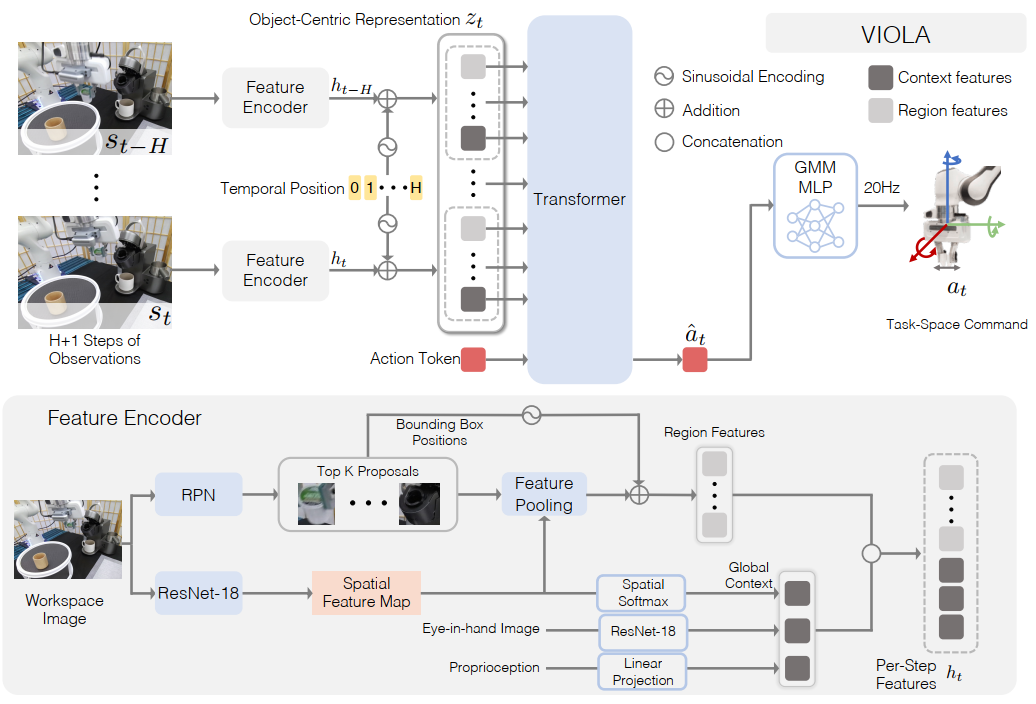 Object-Centric Representation z_t
VIOLA
Feature
Encoder
h_{t-H}
s_{t-H}
Sinusoidal Encoding
Addition
Concatenation
Context features
Region features
Temporal Position 0 1 ··· H
Transformer
GMM
MLP
20Hz
a_t
Task-Space Command
Feature
Encoder
h_t
s_t
H+1 Steps of
Observations
Action Token
â_t
Feature Encoder
Bounding Box
Positions
Region Features
Top K Proposals
RPN
Feature
Pooling
Workspace
Image
ResNet-18
Spatial
Feature Map
Spatial
Softmax
Global
Context
Eye-in-hand Image
ResNet-18
Proprioception
Linear
Projection
Per-Step
Features h_t